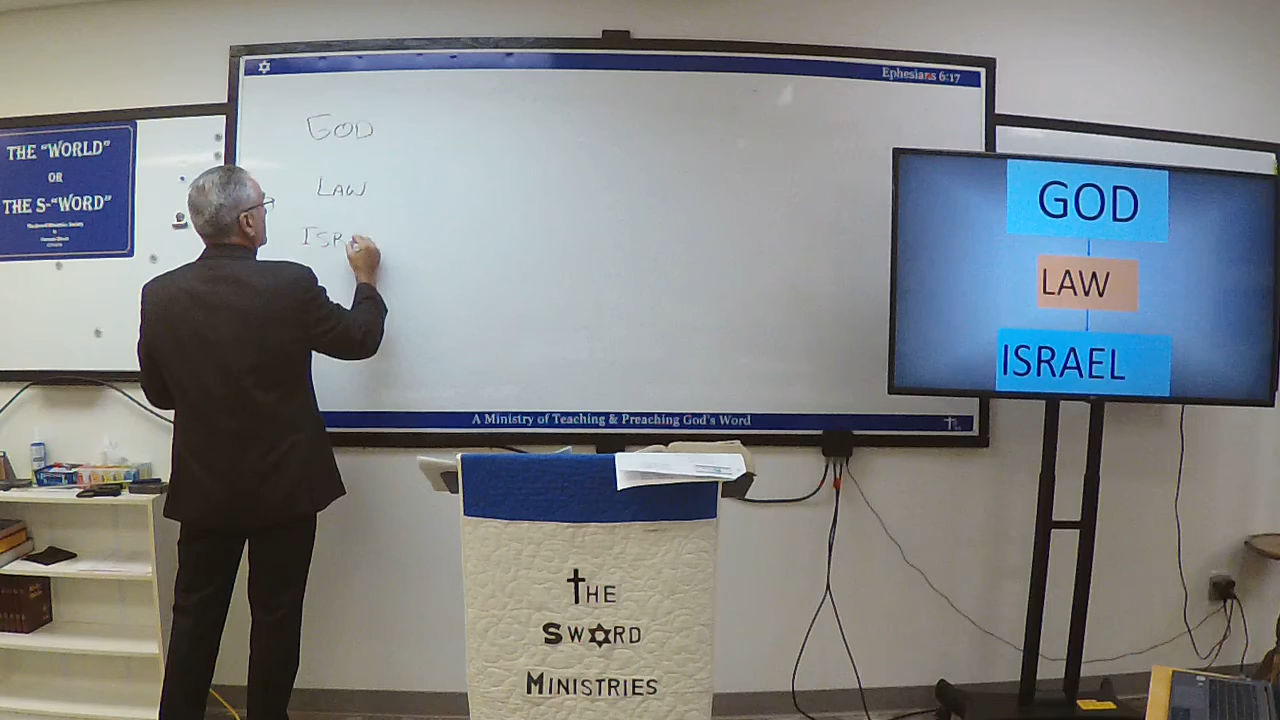 Ephesians 6:17
THE "WORLD"
OR
THE S-"WORD"
GOD
LAW
ISR
GOD
LAW
ISRAEL
A Ministry of Teaching & Preaching God's Word
THE
SWORD
MINISTRIES